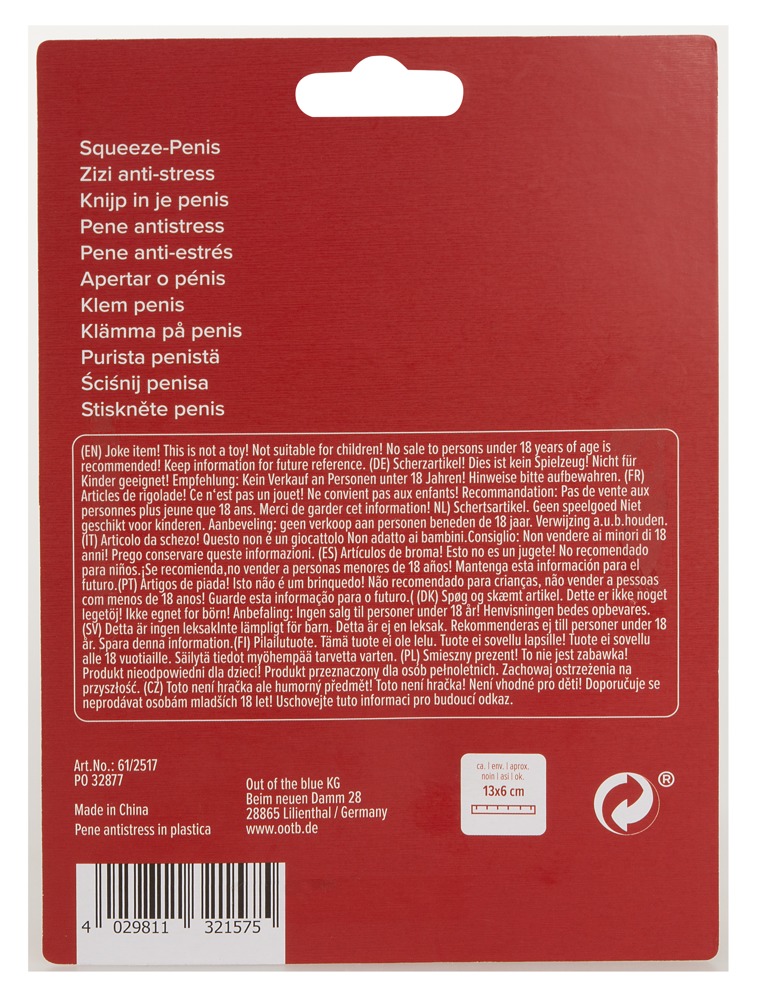 Squeeze-Penis
Zizi anti-stress
Knijp in je penis
Pene antistress
Pene anti-estrés
Apertar o pénis
Klem penis
Klämma på penis
Purista penistä
Ściśnij penisa
Stiskněte penis
(EN) Joke item! This is not a toy! Not suitable for children! No sale to persons under 18 years of age is
recommended! Keep information for future reference. (DE) Scherzartikel! Dies ist kein Spielzeug! Nicht für
Kinder geeignet! Empfehlung: Kein Verkauf an Personen unter 18 Jahren! Hinweise bitte aufbewahren. (FR)
Articles de rigolade! Ce n'est pas un jouet! Ne convient pas aux enfants! Recommandation: Pas de vente aux
personnes plus jeune que 18 ans. Merci de garder cet information! NL) Schertsartikel. Geen speelgoed Niet
geschikt voor kinderen. Aanbeveling: geen verkoop aan personen beneden de 18 jaar. Verwijzing a.u.b.houden.
(IT) Articolo da schezo! Questo non é un giocattolo Non adatto ai bambini.Consiglio: Non vendere ai minori di 18
anni! Prego conservare queste informazioni. (ES) Artículos de broma! Esto no es un jugete! No recomendado
para niños.¡Se recomienda,no vender a personas menores de 18 años! Mantenga esta información para el
futuro.(PT) Artigos de piada! Isto não é um brinquedo! Não recomendado para crianças, não vender a pessoas
com menos de 18 anos! Guarde esta informação para o futuro.( (DK) Spøg og skæmt artikel. Dette er ikke noget
legetöj! Ikke egnet for börn! Anbefaling: Ingen salg til personer under 18 år! Henvisningen bedes opbevares.
(SV) Detta är ingen leksakInte lämpligt för barn. Detta är ej en leksak. Rekommenderas ej till personer under 18
år. Spara denna information.(FI) Pilailutuote. Tämä tuote ei ole lelu. Tuote ei sovellu lapsille! Tuote ei sovellu
alle 18 vuotiaille. Säilytä tiedot myöhempää tarvetta varten. (PL) Smieszny prezent! To nie jest zabawka!
Produkt nieodpowiedni dla dzieci! Produkt przeznaczony dla osób pełnoletnich. Zachowaj ostrzeżenia na
przyszłość. (CZ) Toto není hračka ale humorný předmět! Toto není hračka! Není vhodné pro děti! Doporučuje se
neprodávat osobám mladších 18 let! Uschovejte tuto informaci pro budoucí odkaz.
Art.No.: 61/2517
PO 32877
Made in China
Pene antistress in plastica
Out of the blue KG
Beim neuen Damm 28
28865 Lilienthal / Germany
www.ootb.de
ca. | env. | aprox.
noin | asi | ok.
13x6 cm
®
4 029811 321575